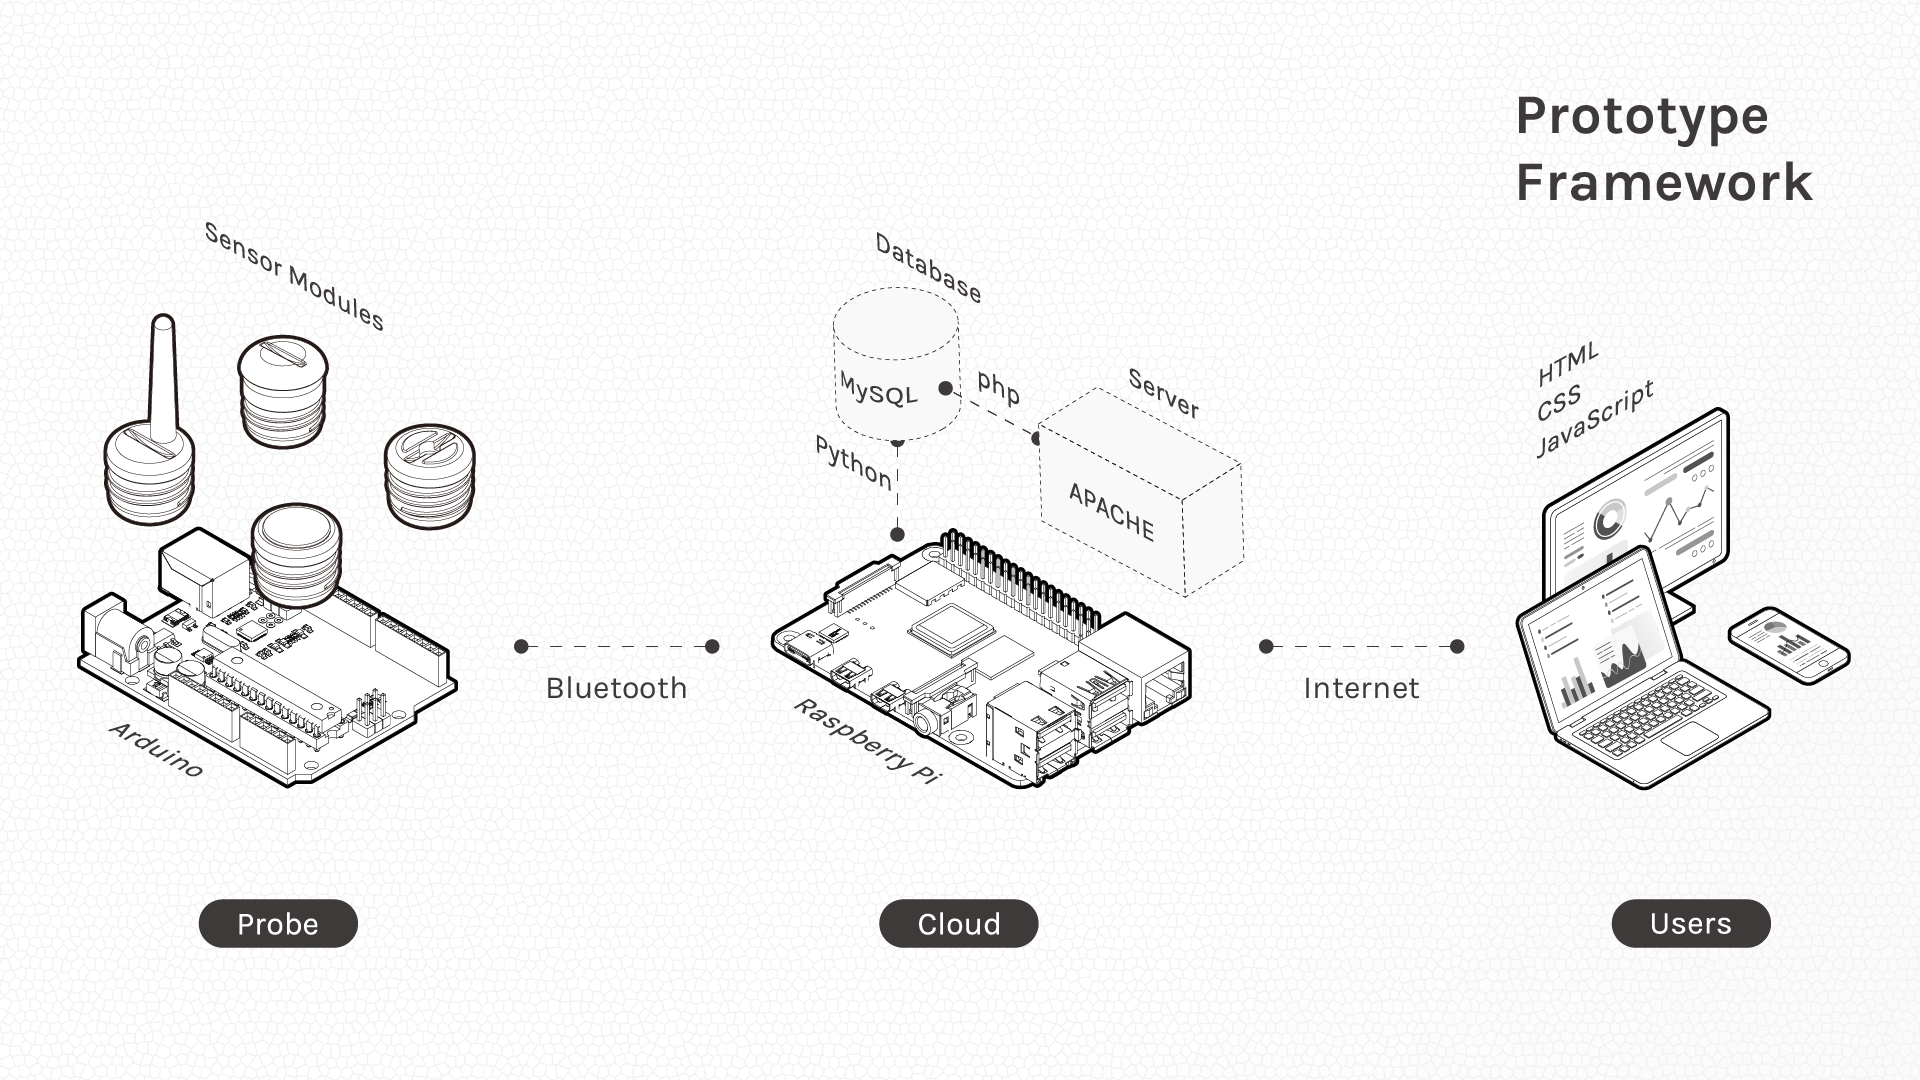 Prototype
Framework
Sensor Modules
Arduino
Bluetooth
Database
MySQL
php
Server
Python
APACHE
Raspberry Pi
Internet
HTML
CSS
JavaScript
Probe
Cloud
Users